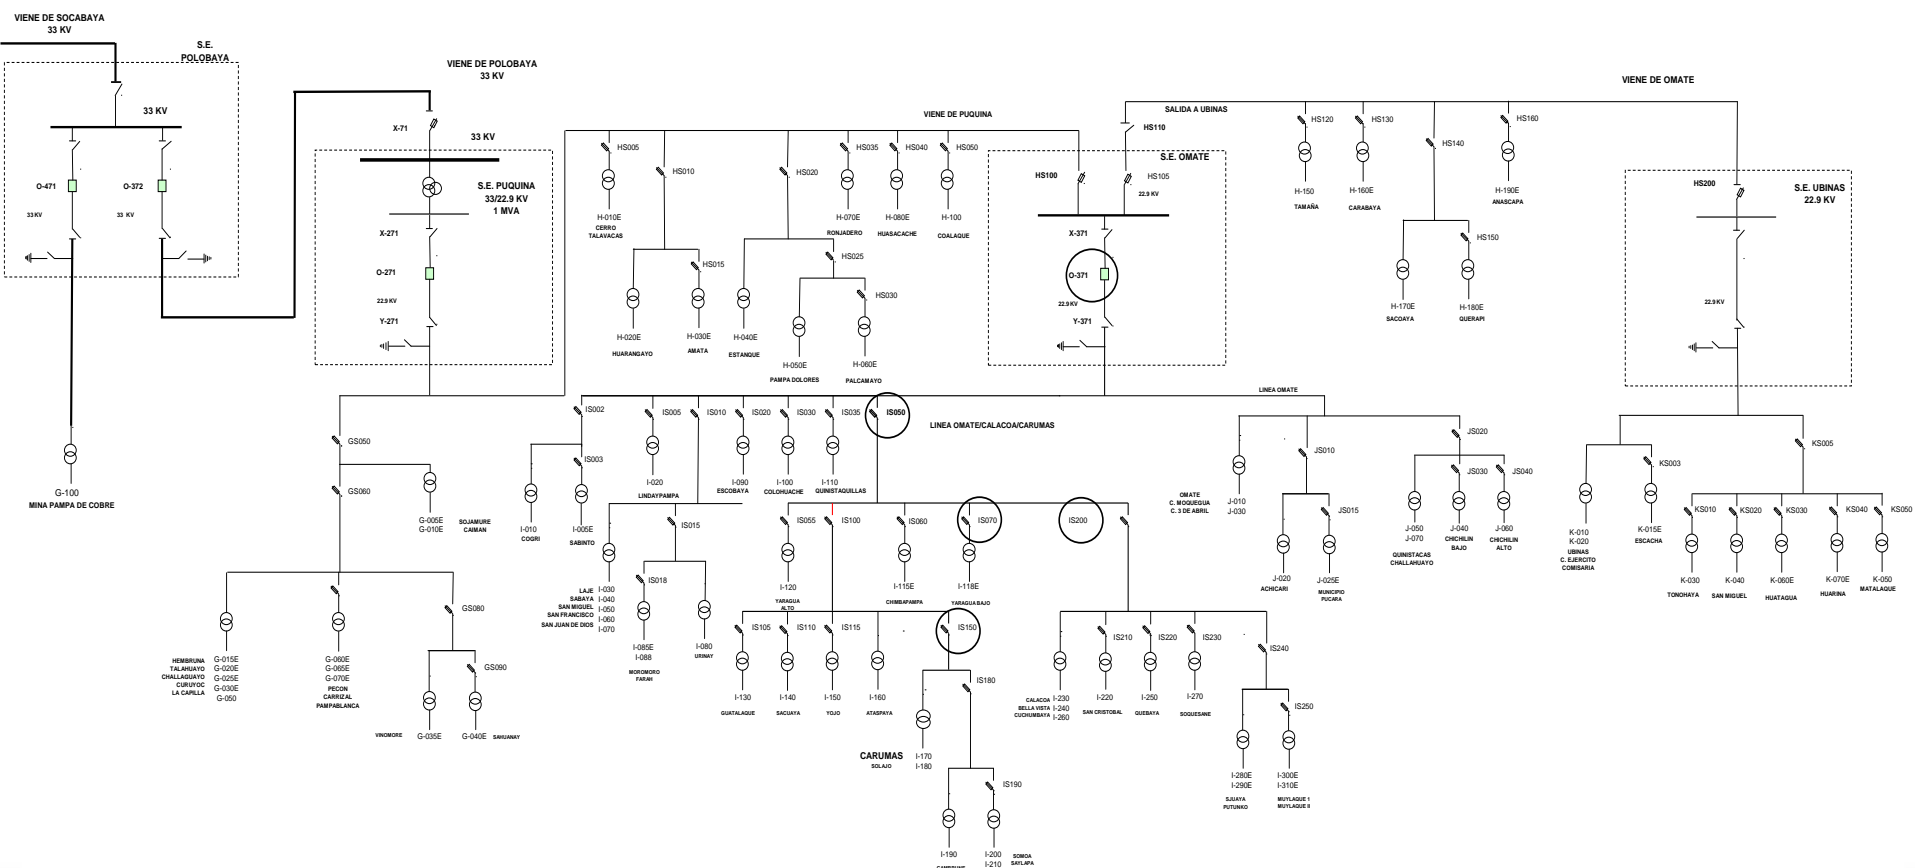 VIENE DE SOCABAYA
33 KV
S.E.
POLOBAYA
33 KV
O-471
O-372
33 KV
33 KV
G-100
MINA PAMPA DE COBRE
VIENE DE POLOBAYA
33 KV
X-71
33 KV
S.E. PUQUINA
33/22.9 KV
1 MVA
X-271
O-271
22.9 KV
Y-271
GS050
GS060
G-005E
G-010E
SOJAMURE
CAIMAN
HEMBRUNA
TALAHUAYO
CHALLAGUAYO
CURUYOC
LA CAPILLA
G-015E
G-020E
G-025E
G-030E
G-050
G-060E
G-065E
G-070E
PECON
CARRIZAL
PAMPABLANCA
GS080
GS090
VINOMORE
G-035E
G-040E
SAHUANAY
VIENE DE PUQUINA
HS005
H-010E
CERRO
TALAVACAS
HS010
HS015
H-020E
HUARANGAYO
H-030E
AMATA
HS020
HS025
HS030
H-040E
ESTANQUE
H-050E
PAMPA DOLORES
H-060E
PALCAMAYO
HS035
H-070E
RONJADERO
HS040
H-080E
HUASACACHE
HS050
H-100
COALAQUE
SALIDA A UBINAS
HS110
S.E. OMATE
HS100
HS105
22.9 KV
X-371
O-371
22.9 KV
Y-371
VIENE DE OMATE
HS120
H-150
TAMAÑA
HS130
H-160E
CARABAYA
HS140
HS150
H-170E
SACOAYA
H-180E
QUERAPI
HS160
H-190E
ANASCAPA
HS200
S.E. UBINAS
22.9 KV
22.9 KV
LINEA OMATE
LINEA OMATE/CALACOA/CARUMAS
IS002
IS003
I-010
COGRI
I-005E
SABINTO
IS005
I-020
LINDAYPAMPA
IS010
IS015
IS018
LAJE
SABAYA
SAN MIGUEL
SAN FRANCISCO
SAN JUAN DE DIOS
I-030
I-040
I-050
I-060
I-070
I-085E
I-088
MOROMORO
FARAH
I-080
URINAY
IS020
I-090
ESCOBAYA
IS030
I-100
COLOHUACHE
IS035
I-110
QUINISTAQUILLAS
IS050
IS055
I-120
YARAGUA
ALTO
IS100
IS060
I-115E
CHIMBAPAMPA
IS070
I-118E
YARAGUA BAJO
IS200
IS105
I-130
GUATALAQUE
IS110
I-140
SACUAYA
IS115
I-150
YOJO
I-160
ATASPAYA
IS150
IS180
CARUMAS
SOLAJO
I-170
I-180
IS190
I-190
I-200
I-210
SOMOA
SAYLAPA
CALACOA
BELLA VISTA
CUCHUMBAYA
I-230
I-240
I-260
IS210
I-220
SAN CRISTOBAL
IS220
I-250
QUEBAYA
IS230
I-270
SOQUESANE
IS240
IS250
I-280E
I-290E
SJUAYA
PUTUNKO
I-300E
I-310E
MUYLAQUE 1
MUYLAQUE II
OMATE
C. MOQUEGUA
C. 3 DE ABRIL
J-010
J-030
JS010
JS015
J-020
ACHICARI
J-025E
MUNICIPIO
PUCARA
JS020
JS030
JS040
J-050
J-070
QUINISTACAS
CHALLAHUAYO
J-040
CHICHILIN
BAJO
J-060
CHICHILIN
ALTO
KS003
K-010
K-020
UBINAS
C. EJERCITO
COMISARIA
K-015E
ESCACHA
KS005
KS010
K-030
TONOHAYA
KS020
K-040
SAN MIGUEL
KS030
K-060E
HUATAGUA
KS040
K-070E
HUARINA
KS050
K-050
MATALAQUE